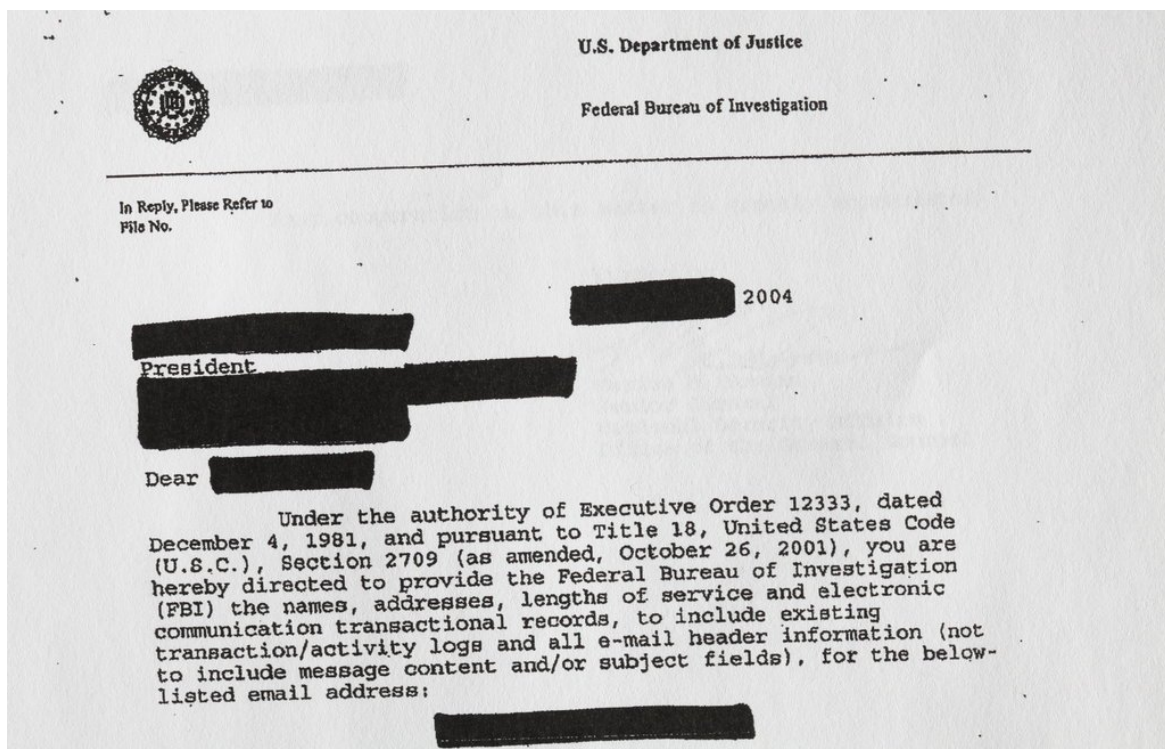 U.S. Department of Justice
Federal Bureau of Investigation
In Reply, Please Refer to
File No.
2004
President
Dear
Under the authority of Executive Order 12333, dated
December 4, 1981, and pursuant to Title 18, United States Code
(U.S.C.), Section 2709 (as amended, October 26, 2001), you are
hereby directed to provide the Federal Bureau of Investigation
(FBI) the names, addresses, lengths of service and electronic
communication transactional records, to include existing
transaction/activity logs and all e-mail header information (not
to include message content and/or subject fields), for the below-
listed email address: